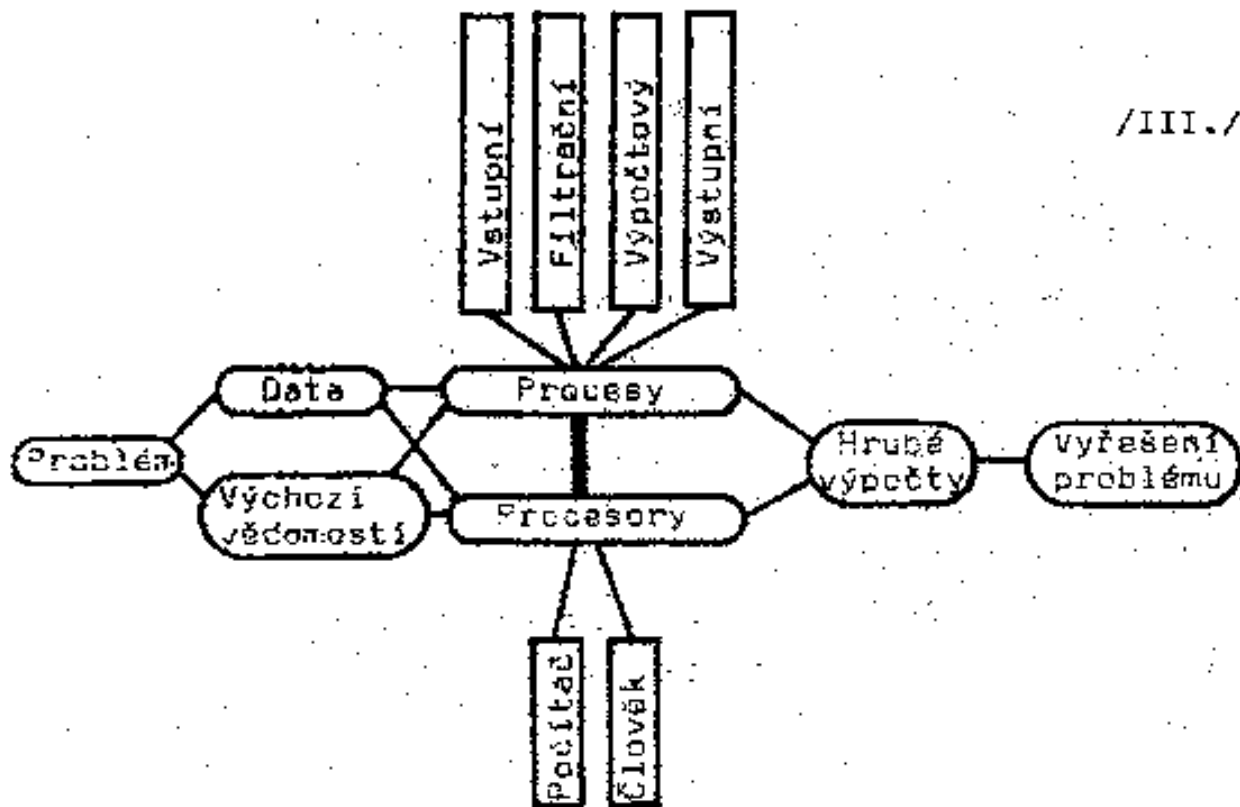 Vstupní
Filtrační
Výpočtový
Výstupní
/III./
Data
Procesy
Problém
Výchozí
vědomostí
Procesory
Hrubé
výpočty
Vyřešení
problému
Počítač
Člověk